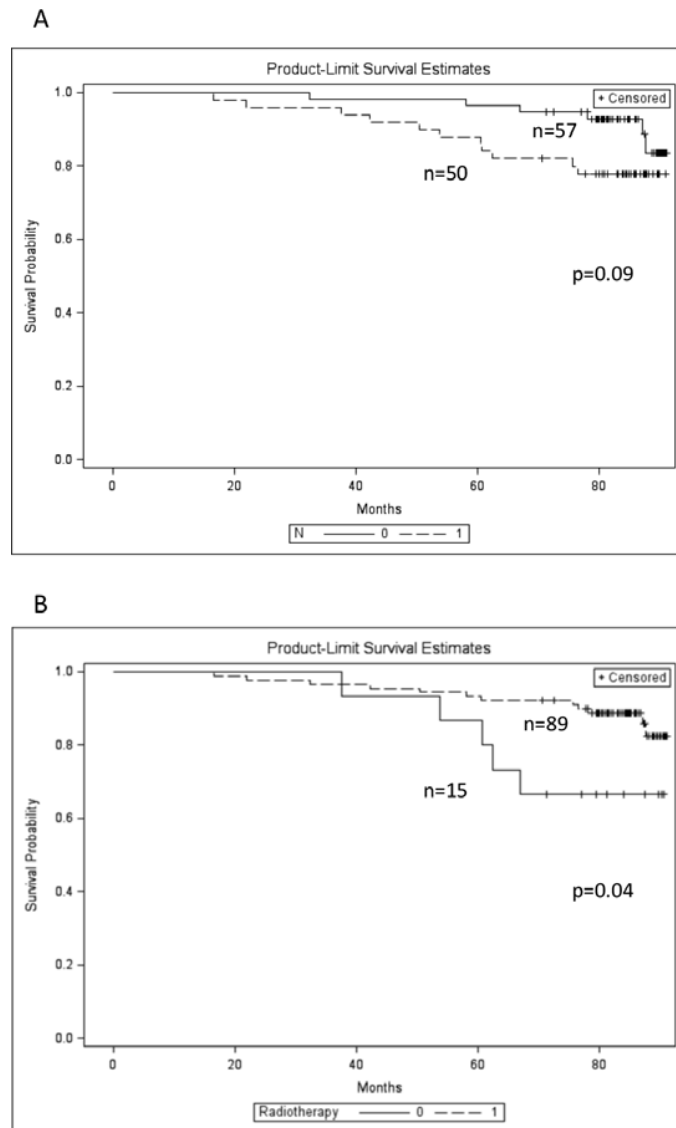 A
Product-Limit Survival Estimates
+ Censored
1.0
0.8
0.6
0.4
0.2
0.0
Survival Probability
n=57
n=50
p=0.09
0 20 40 60 80
Months
N 0 1
B
Product-Limit Survival Estimates
+ Censored
1.0
0.8
0.6
0.4
0.2
0.0
Survival Probability
n=89
n=15
p=0.04
0 20 40 60 80
Months
Radiotherapy 0 1